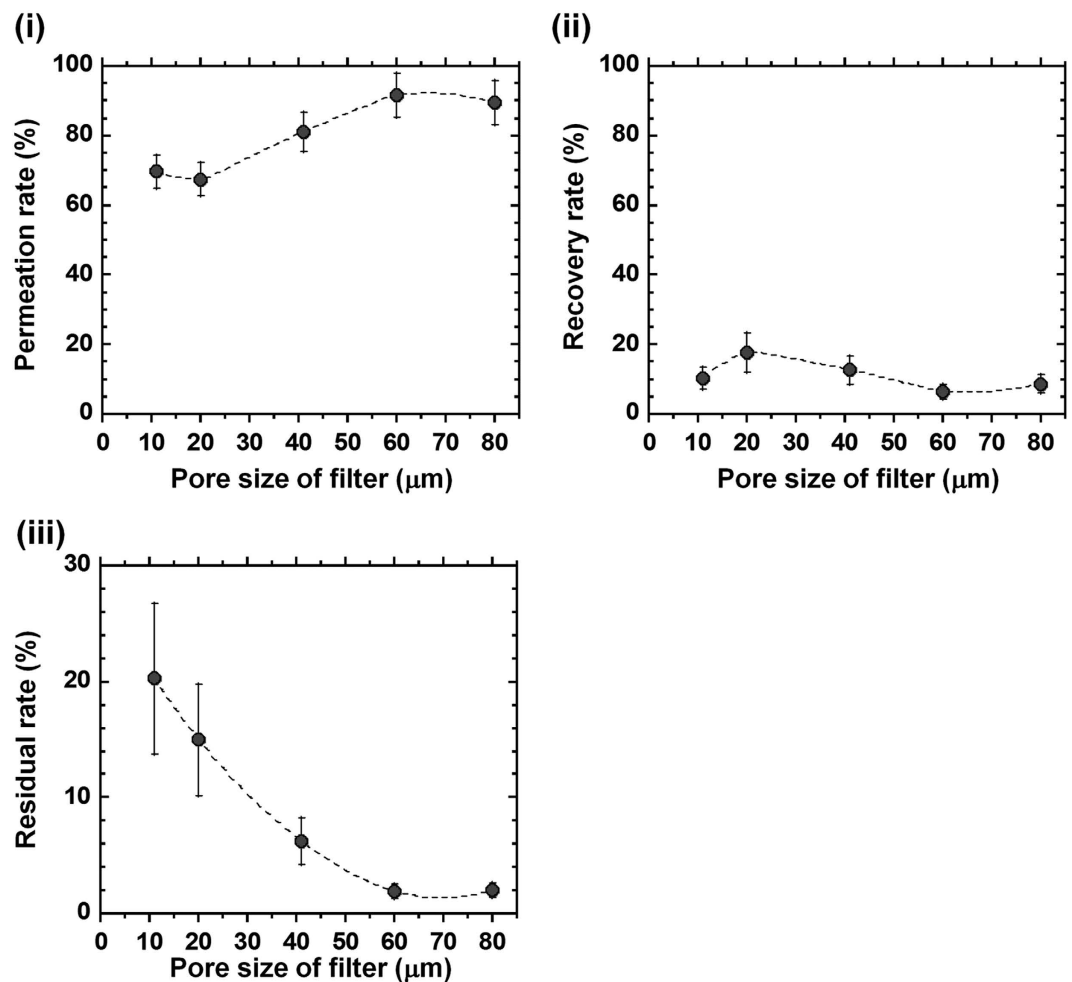 (i)
100
80
60
40
20
0
Permeation rate (%)
0 10 20 30 40 50 60 70 80
Pore size of filter (μm)
(ii)
100
80
60
40
20
0
Recovery rate (%)
0 10 20 30 40 50 60 70 80
Pore size of filter (μm)
(iii)
30
20
10
0
Residual rate (%)
0 10 20 30 40 50 60 70 80
Pore size of filter (μm)